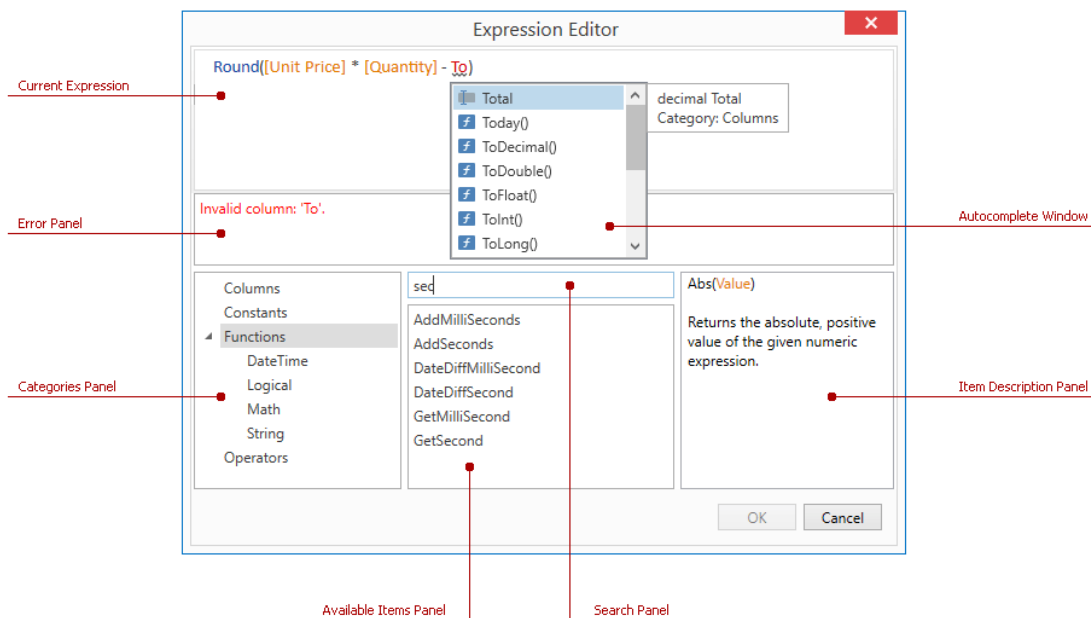 Expression Editor
Round([Unit Price] * [Quantity] - To)
Current Expression
Total
Today()
ToDecimal()
ToDouble()
ToFloat()
ToInt()
ToLong()
decimal Total
Category: Columns
Invalid column: 'To'.
Error Panel
Autocomplete Window
Columns
Constants
Functions
DateTime
Logical
Math
String
Operators
Categories Panel
sec
AddMilliSeconds
AddSeconds
DateDiffMilliSecond
DateDiffSecond
GetMilliSecond
GetSecond
Abs(Value)
Returns the absolute, positive
value of the given numeric
expression.
Item Description Panel
OK
Cancel
Available Items Panel
Search Panel